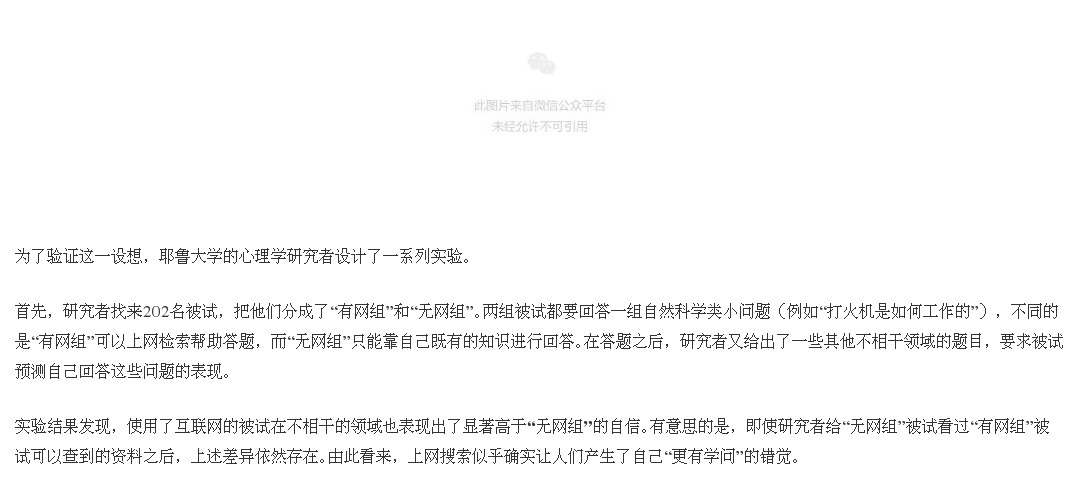 此图片来自微信公众平台
未经允许不可引用
为了验证这一设想，耶鲁大学的心理学研究者设计了一系列实验。
首先，研究者找来202名被试，把他们分成了“有网组”和“无网组”。两组被试都要回答一组自然科学类小问题（例如“打火机是如何工作的”），不同的
是“有网组”可以上网检索帮助答题，而“无网组”只能靠自己既有的知识进行回答。在答题之后，研究者又给出了一些其他不相干领域的题目，要求被试
预测自己回答这些问题的表现。
实验结果发现，使用了互联网的被试在不相干的领域也表现出了显著高于“无网组”的自信。有意思的是，即使研究者给“无网组”被试看过“有网组”被
试可以查到的资料之后，上述差异依然存在。由此看来，上网搜索似乎确实让人们产生了自己“更有学问”的错觉。